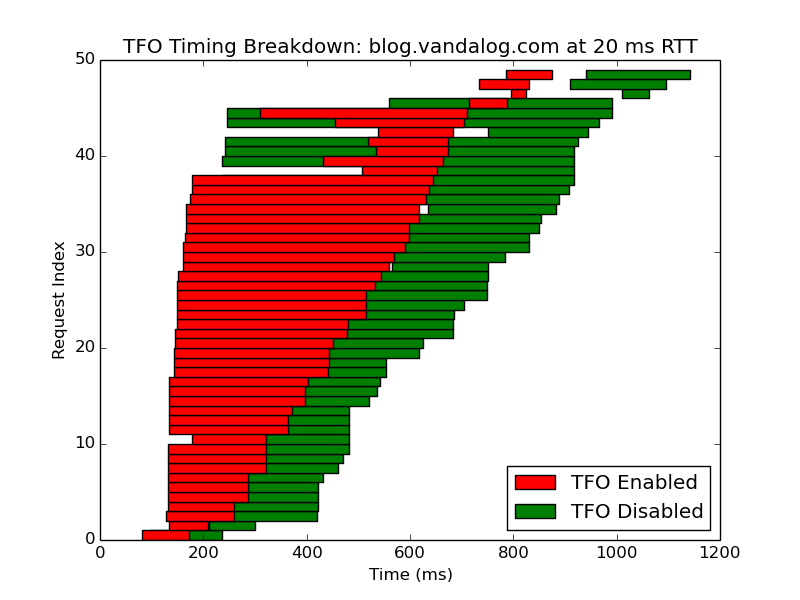 TFO Timing Breakdown: blog.vandalog.com at 20 ms RTT
50
40
30
20
10
0
Request Index
0 200 400 600 800 1000 1200
Time (ms)
TFO Enabled
TFO Disabled